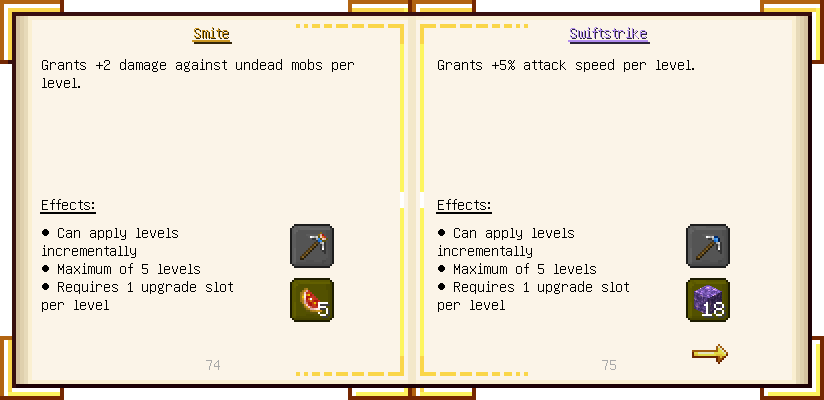 Smite
Grants +2 damage against undead mobs per
level.
Effects:
● Can apply levels
incrementally
● Maximum of 5 levels
● Requires 1 upgrade slot
per level
5
74
Swiftstrike
Grants +5% attack speed per level.
Effects:
● Can apply levels
incrementally
● Maximum of 5 levels
● Requires 1 upgrade slot
per level
18
75